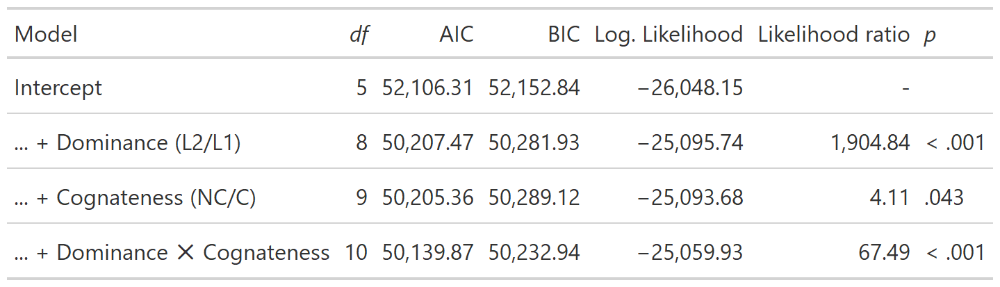 Model df AIC BIC Log. Likelihood Likelihood ratio p
Intercept 5 52,106.31 52,152.84 −26,048.15 -
... + Dominance (L2/L1) 8 50,207.47 50,281.93 −25,095.74 1,904.84 < .001
... + Cognateness (NC/C) 9 50,205.36 50,289.12 −25,093.68 4.11 .043
... + Dominance ✕ Cognateness 10 50,139.87 50,232.94 −25,059.93 67.49 < .001